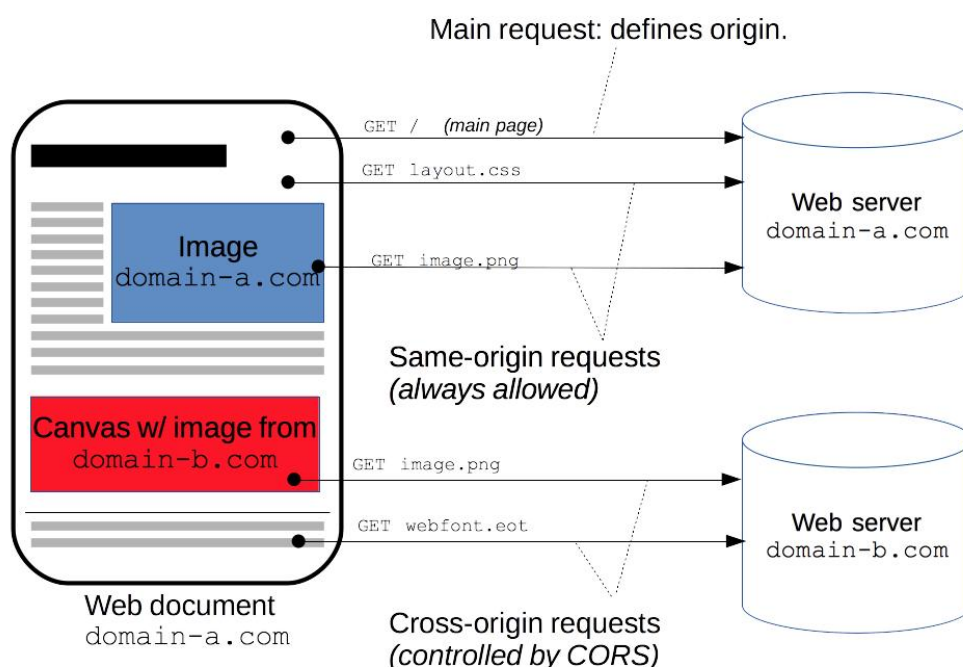 Main request: defines origin.
GET / (main page)
GET layout.css
Web server
domain-a.com
Image
domain-a.com
GET image.png
Same-origin requests
(always allowed)
Canvas w/ image from
domain-b.com
GET image.png
GET webfont.eot
Web server
domain-b.com
Web document
domain-a.com
Cross-origin requests
(controlled by CORS)